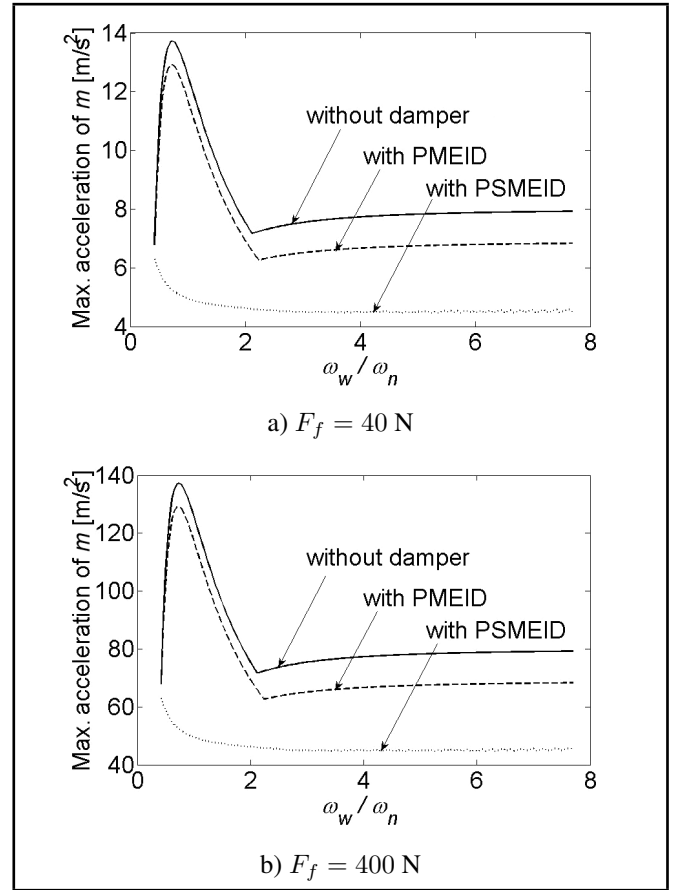 Max. acceleration of m [m/s²]
14
12
10
8
6
4
without damper
with PMEID
with PSMEID
0 2 4 6 8
ω_w / ω_n
a) F_f = 40 N
Max. acceleration of m [m/s²]
140
120
100
80
60
40
without damper
with PMEID
with PSMEID
0 2 4 6 8
ω_w / ω_n
b) F_f = 400 N